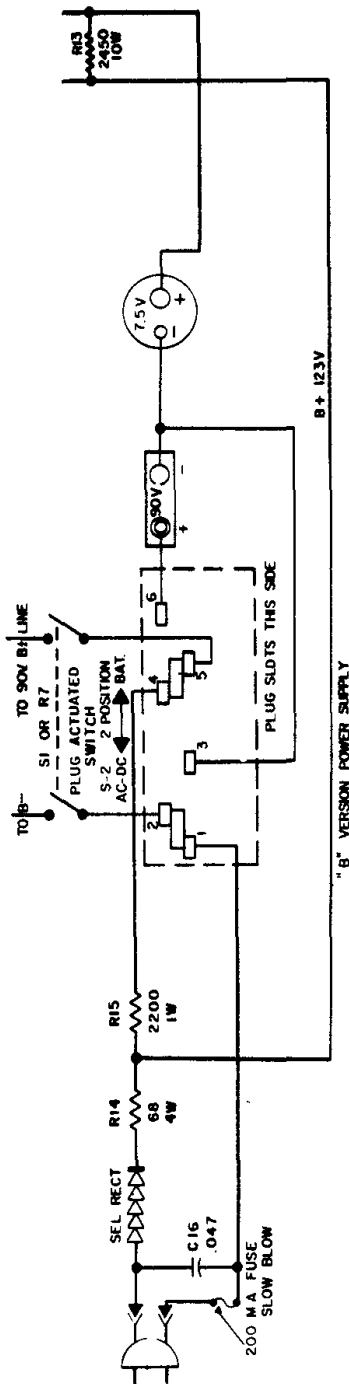 SEL RECT
R14
68
4W
R15
2200
1W
C16
.047
200 MA FUSE
SLOW BLOW
TO B-
TO 90V B+ LINE
S1 OR R7
PLUG ACTUATED
SWITCH
S-2 2 POSITION
AC-DC BAT.
1
2
3
4
5
6
PLUG SLDTS THIS SIDE
90V
+ -
7.5V
- +
R13
2450
10W
B+ 123V
"B" VERSION POWER SUPPLY